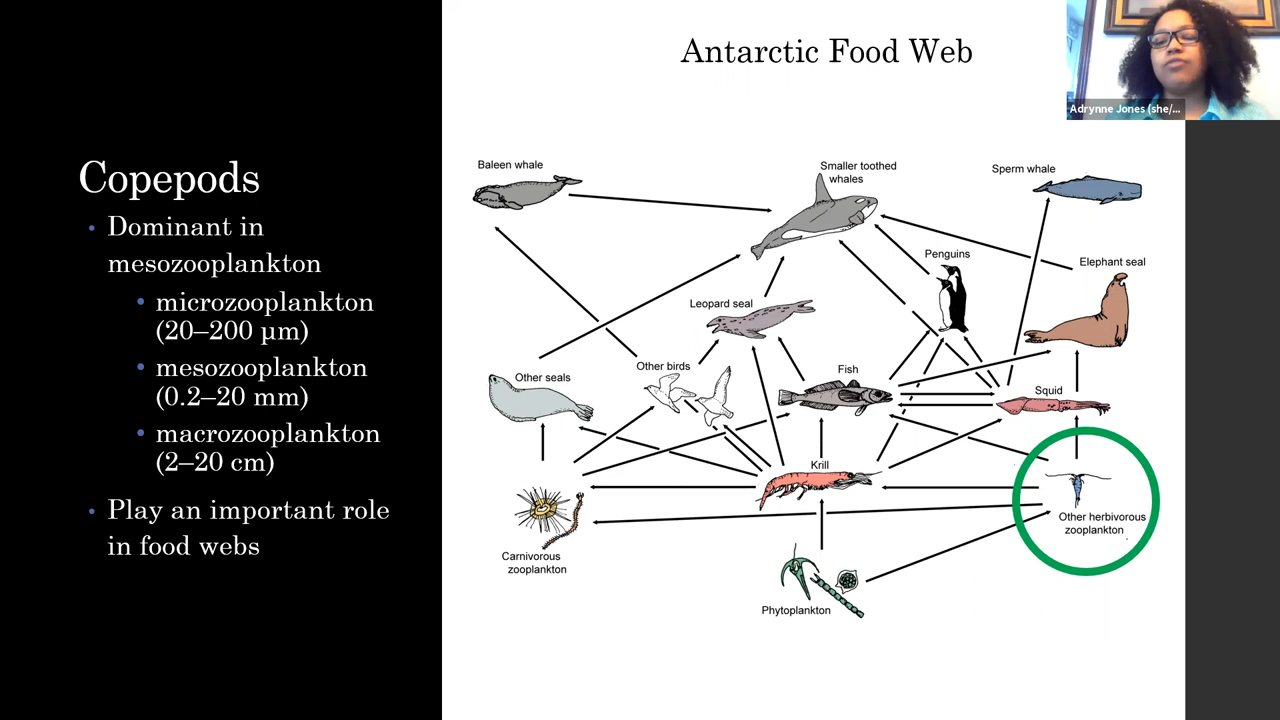 Antarctic Food Web
Adrynne Jones (she/...
Copepods
• Dominant in
mesozooplankton
• microzooplankton
(20–200 µm)
• mesozooplankton
(0.2–20 mm)
• macrozooplankton
(2–20 cm)
• Play an important role
in food webs
Baleen whale
Smaller toothed
whales
Sperm whale
Penguins
Elephant seal
Leopard seal
Other seals
Other birds
Fish
Squid
Krill
Other herbivorous
zooplankton
Carnivorous
zooplankton
Phytoplankton